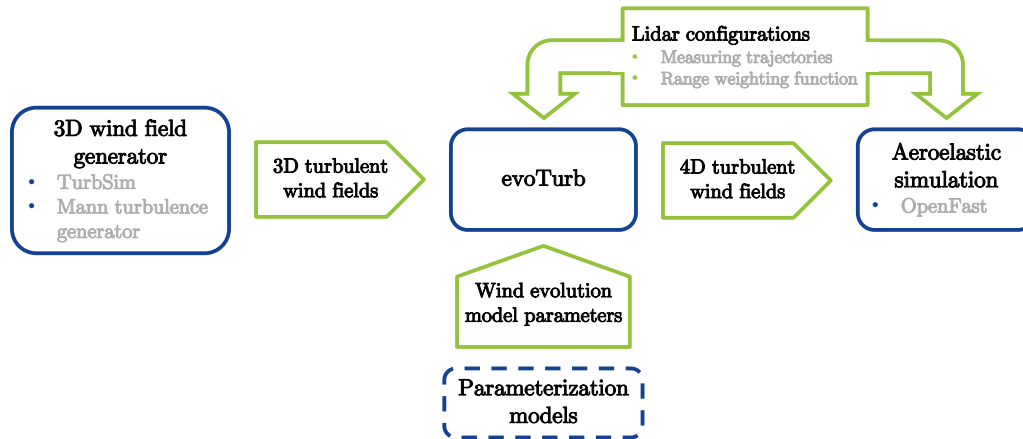 Lidar configurations
• Measuring trajectories
• Range weighting function
3D wind field
generator
• TurbSim
• Mann turbulence
generator
3D turbulent
wind fields
evoTurb
4D turbulent
wind fields
Aeroelastic
simulation
• OpenFast
Wind evolution
model parameters
Parameterization
models